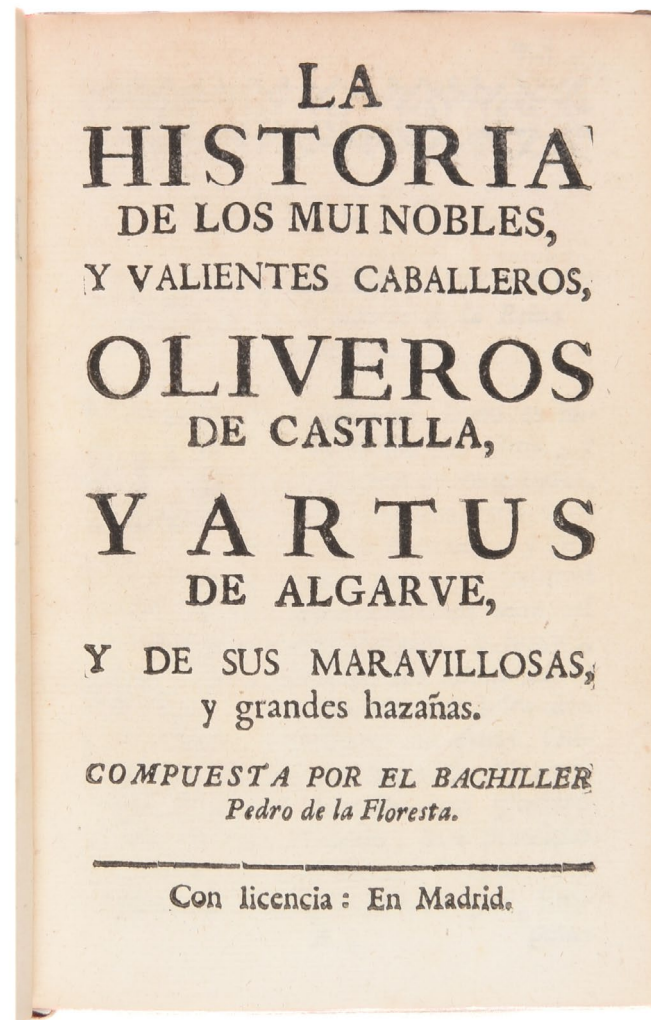 LA
HISTORIA
DE LOS MUI NOBLES,
Y VALIENTES CABALLEROS,
OLIVEROS
DE CASTILLA,
Y ARTUS
DE ALGARVE,
Y DE SUS MARAVILLOSAS,
y grandes hazañas.
COMPUESTA POR EL BACHILLER
Pedro de la Floresta.
Con licencia: En Madrid.